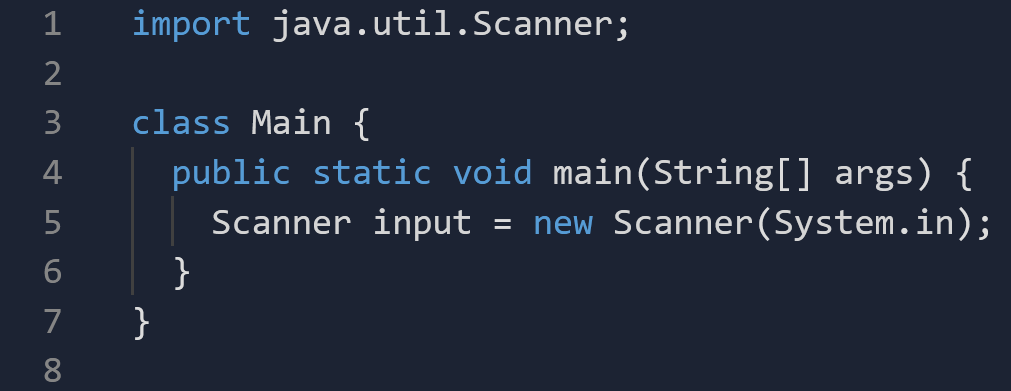 1 import java.util.Scanner;
2
3 class Main {
4 public static void main(String[] args) {
5 Scanner input = new Scanner(System.in);
6 }
7 }
8